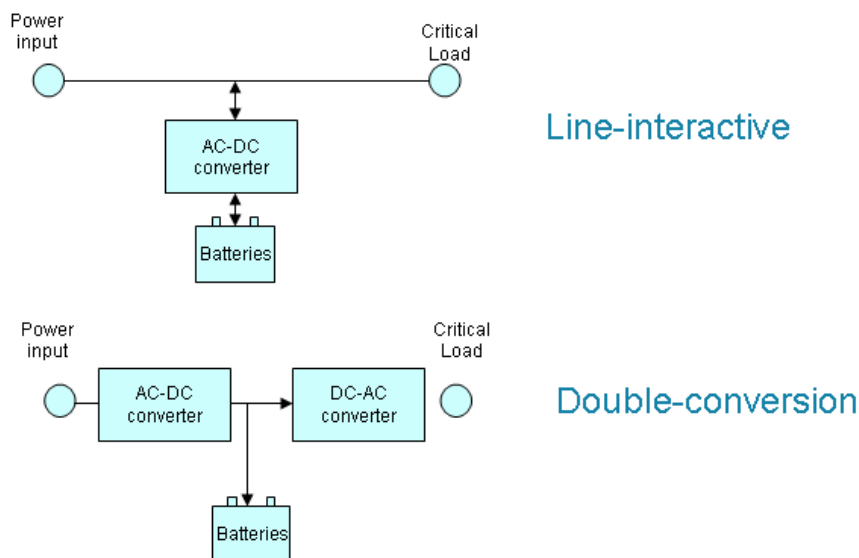 Power
input
Critical
Load
AC-DC
converter
Line-interactive
Batteries
Power
input
Critical
Load
AC-DC
converter
DC-AC
converter
Double-conversion
Batteries